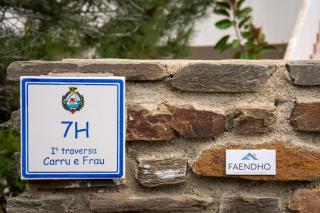 7H
Iª traversa
Carru e Frau
FAENDHO